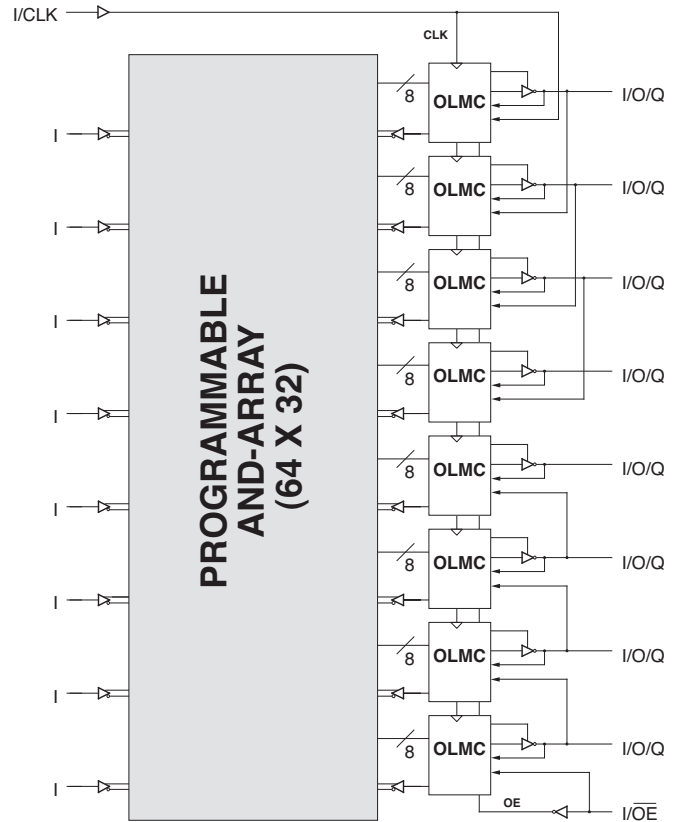 I/CLK
CLK
8
OLMC
I/O/Q
I
8
OLMC
I/O/Q
I
8
OLMC
I/O/Q
I
8
OLMC
I/O/Q
I
8
OLMC
I/O/Q
I
8
OLMC
I/O/Q
I
8
OLMC
I/O/Q
I
8
OLMC
I/O/Q
I
OE
I/O̅E̅
PROGRAMMABLE
AND-ARRAY
(64 X 32)